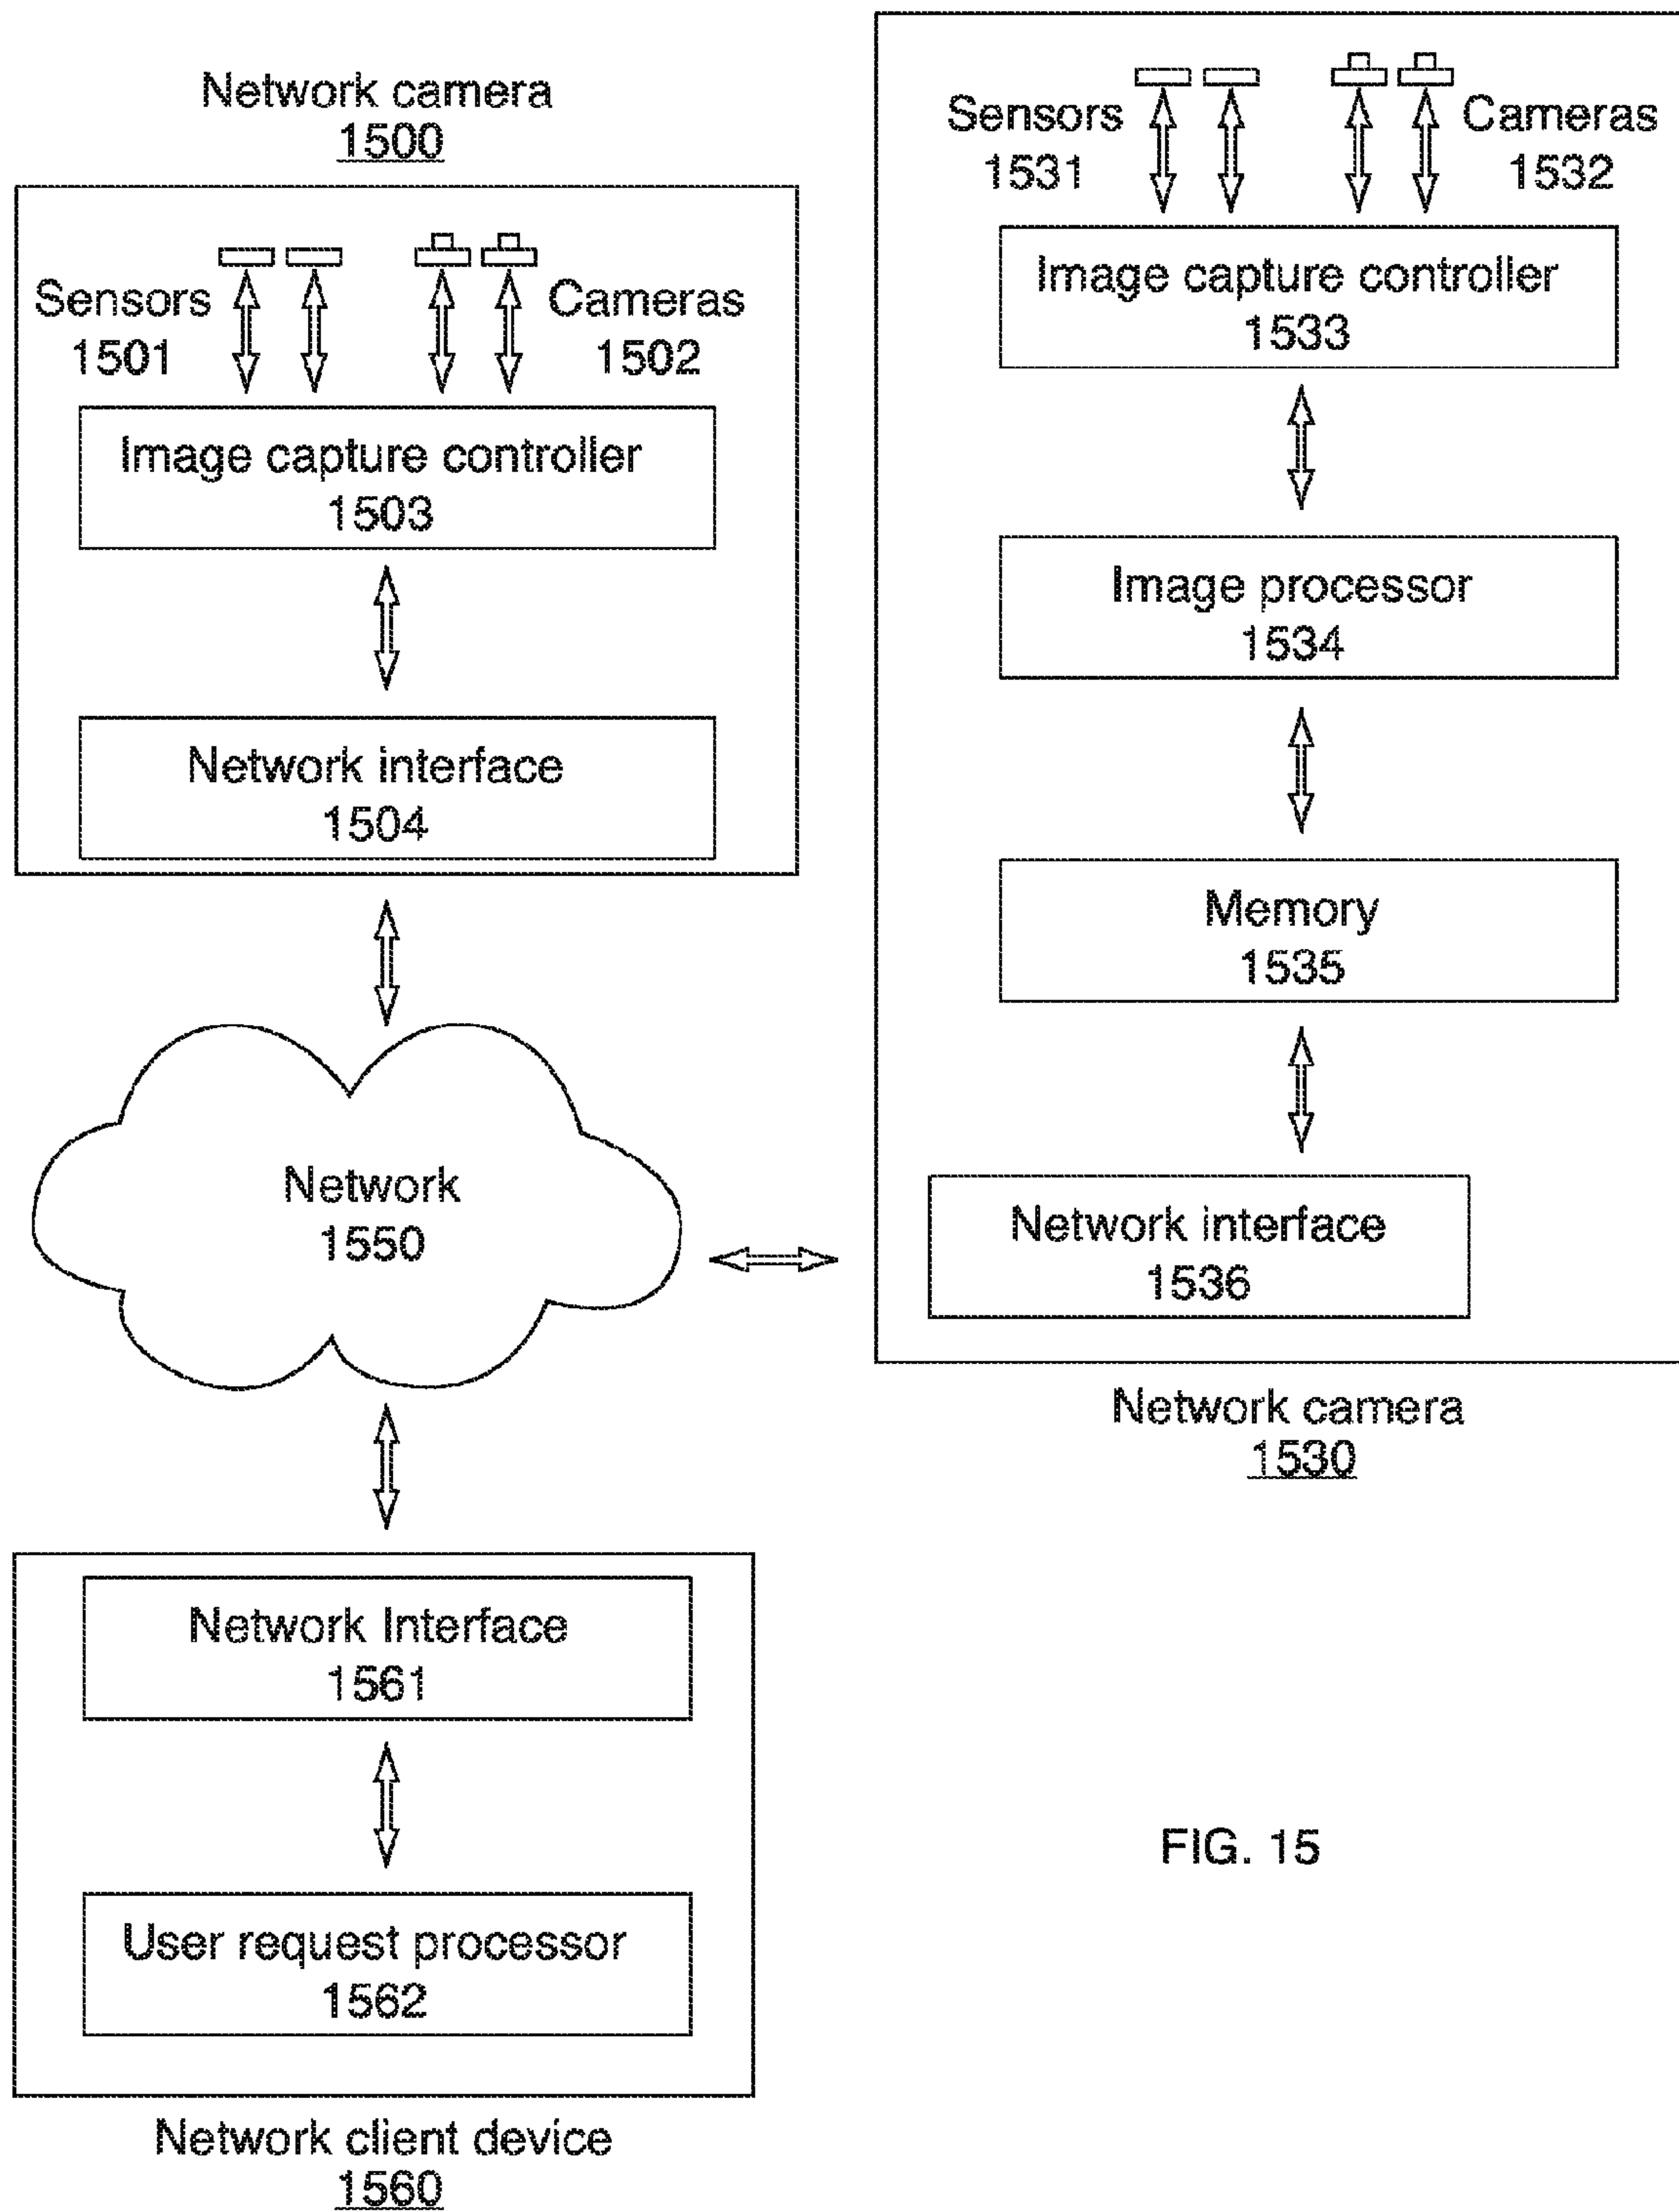 Network camera
1500
Sensors
1501
Cameras
1502
Image capture controller
1503
Network interface
1504
Sensors
1531
Cameras
1532
Image capture controller
1533
Image processor
1534
Memory
1535
Network interface
1536
Network camera
1530
Network
1550
Network Interface
1561
User request processor
1562
Network client device
1560
FIG. 15